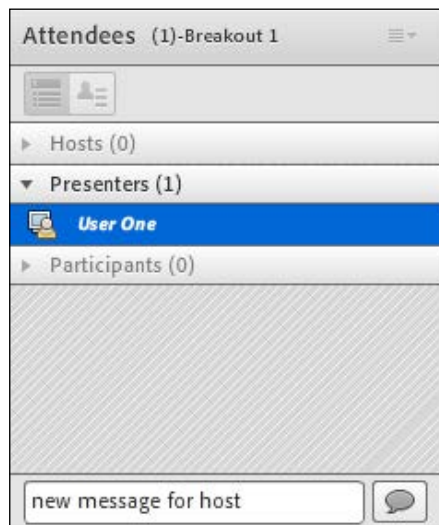 Attendees (1)-Breakout 1
Hosts (0)
Presenters (1)
User One
Participants (0)
new message for host